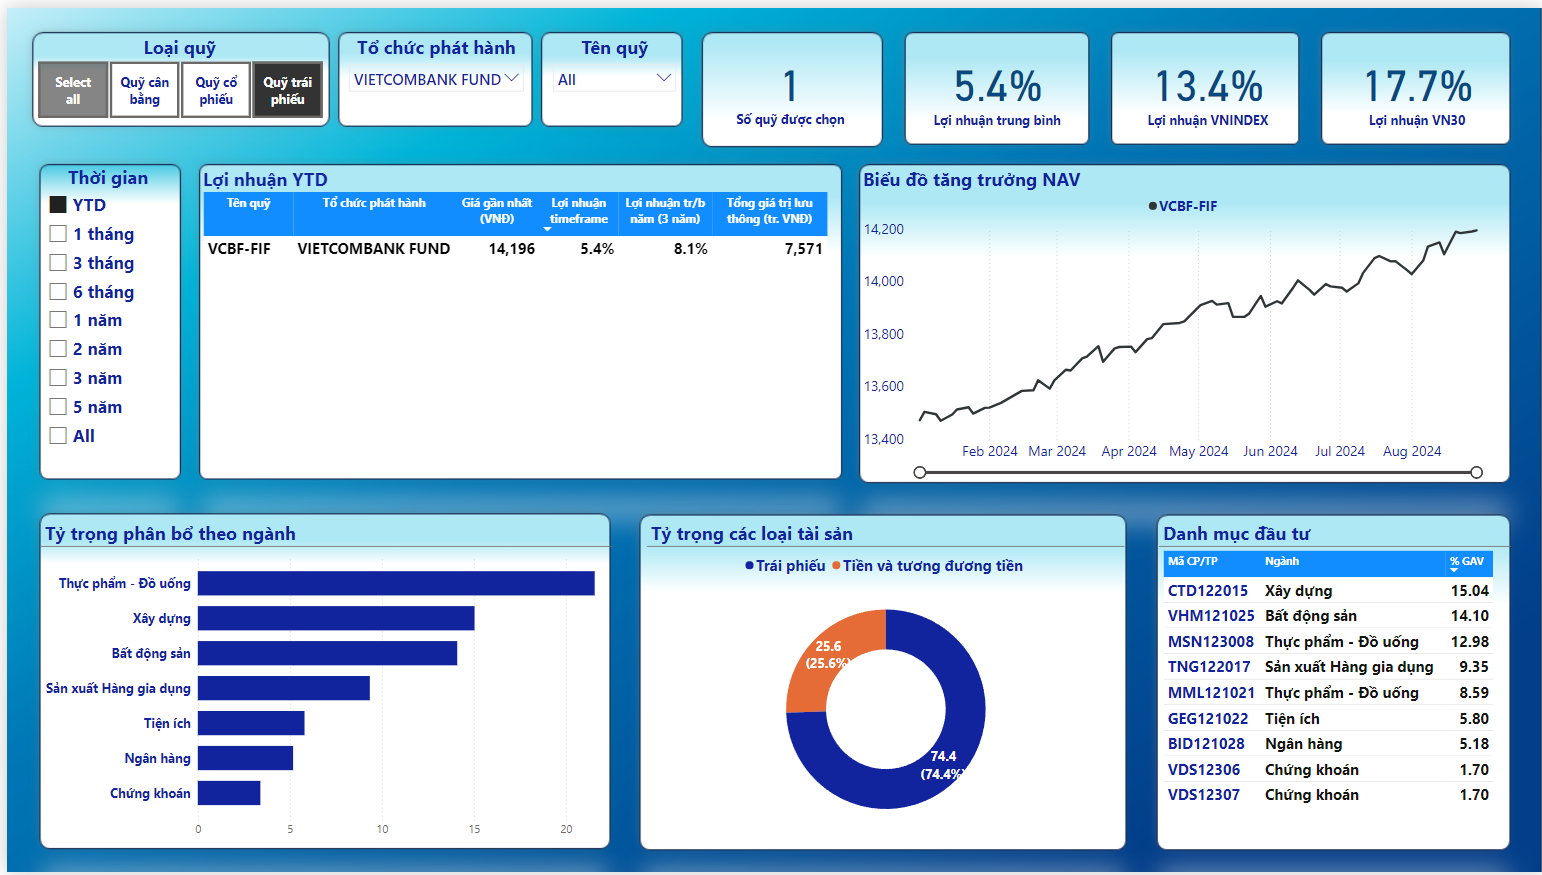 Loại quỹ
Select all
Quỹ cân bằng
Quỹ cổ phiếu
Quỹ trái phiếu
Tổ chức phát hành
VIETCOMBANK FUND
Tên quỹ
All
1
Số quỹ được chọn
5.4%
Lợi nhuận trung bình
13.4%
Lợi nhuận VNINDEX
17.7%
Lợi nhuận VN30
Thời gian
YTD
1 tháng
3 tháng
6 tháng
1 năm
2 năm
3 năm
5 năm
All
Lợi nhuận YTD
Tên quỹ Tổ chức phát hành Giá gần nhất (VNĐ) Lợi nhuận timeframe Lợi nhuận tr/b năm (3 năm) Tổng giá trị lưu thông (tr. VNĐ)
VCBF-FIF VIETCOMBANK FUND 14,196 5.4% 8.1% 7,571
Biểu đồ tăng trưởng NAV
VCBF-FIF
14,200
14,000
13,800
13,600
13,400
Feb 2024 Mar 2024 Apr 2024 May 2024 Jun 2024 Jul 2024 Aug 2024
Tỷ trọng phân bổ theo ngành
Thực phẩm - Đồ uống
Xây dựng
Bất động sản
Sản xuất Hàng gia dụng
Tiện ích
Ngân hàng
Chứng khoán
0 5 10 15 20
Tỷ trọng các loại tài sản
Trái phiếu Tiền và tương đương tiền
25.6
(25.6%)
74.4
(74.4%)
Danh mục đầu tư
Mã CP/TP Ngành % GAV
CTD122015 Xây dựng 15.04
VHM121025 Bất động sản 14.10
MSN123008 Thực phẩm - Đồ uống 12.98
TNG122017 Sản xuất Hàng gia dụng 9.35
MML121021 Thực phẩm - Đồ uống 8.59
GEG121022 Tiện ích 5.80
BID121028 Ngân hàng 5.18
VDS12306 Chứng khoán 1.70
VDS12307 Chứng khoán 1.70